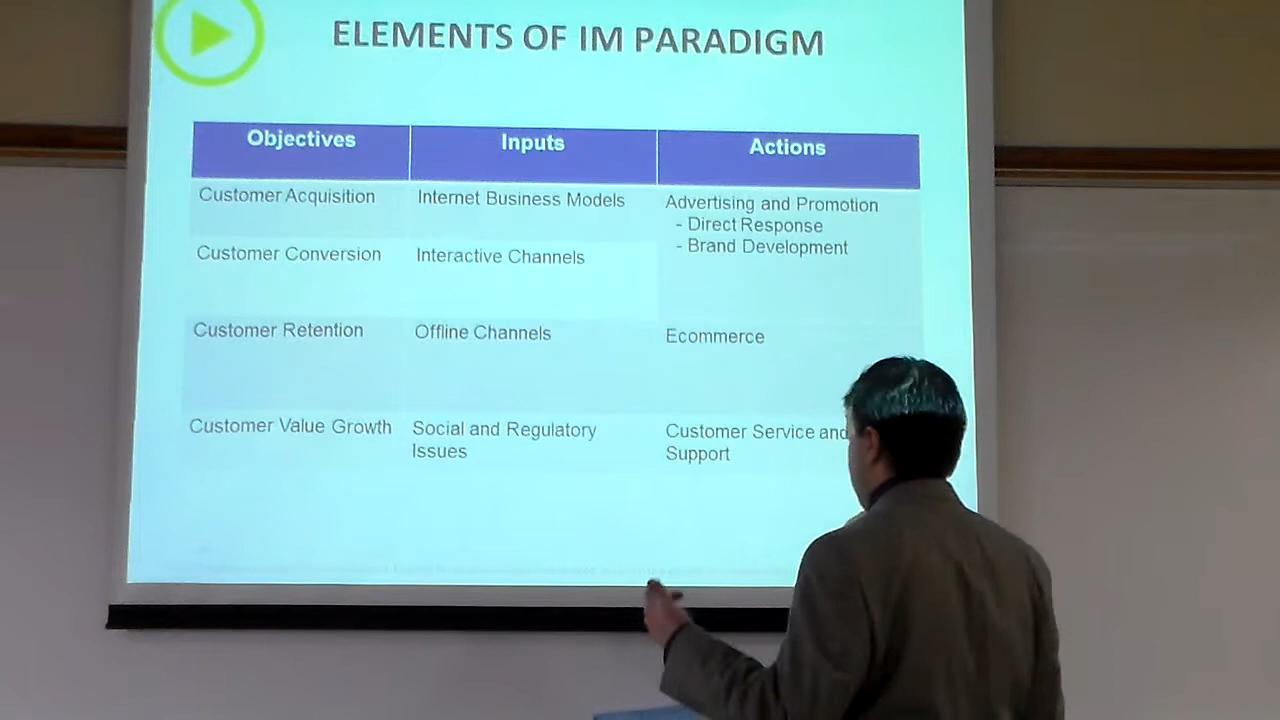 ELEMENTS OF IM PARADIGM
Objectives
Inputs
Actions
Customer Acquisition
Internet Business Models
Advertising and Promotion
- Direct Response
- Brand Development
Customer Conversion
Interactive Channels
Customer Retention
Offline Channels
Ecommerce
Customer Value Growth
Social and Regulatory
Issues
Customer Service and
Support